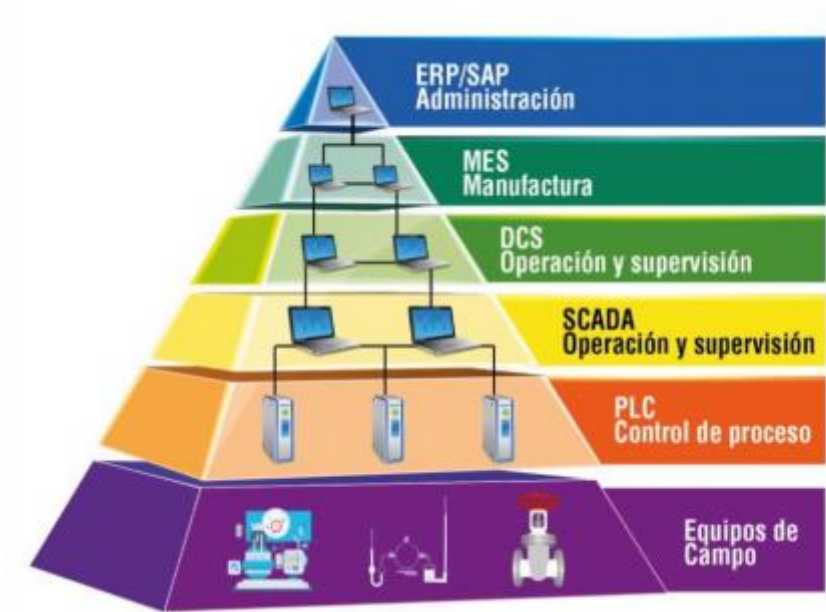 ERP/SAP
Administración
MES
Manufactura
DCS
Operación y supervisión
SCADA
Operación y supervisión
PLC
Control de proceso
Equipos de
Campo